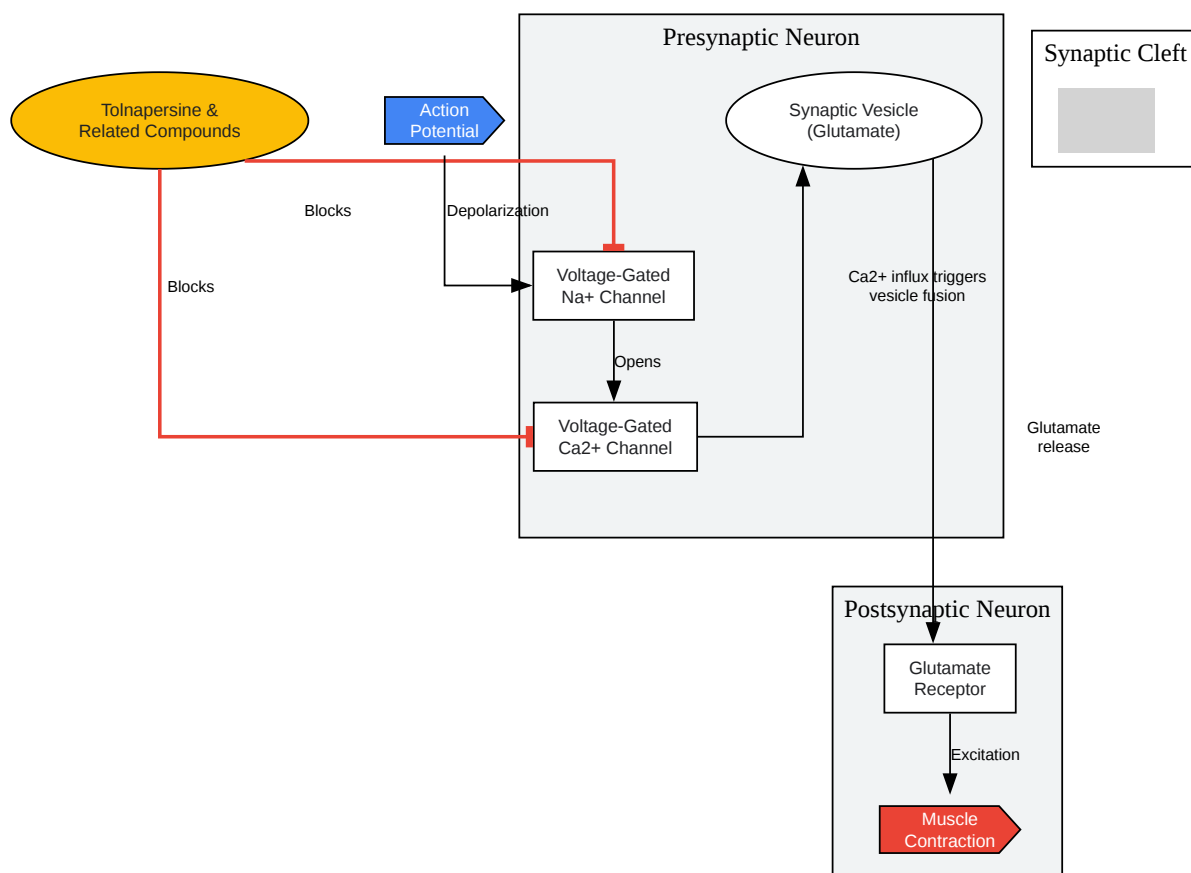 Presynaptic Neuron
Synaptic Cleft
Tolnapersine &
Related Compounds
Action
Potential
Synaptic Vesicle
(Glutamate)
Blocks
Depolarization
Voltage-Gated
Na+ Channel
Ca2+ influx triggers
vesicle fusion
Blocks
Opens
Voltage-Gated
Ca2+ Channel
Glutamate
release
Postsynaptic Neuron
Glutamate
Receptor
Excitation
Muscle
Contraction